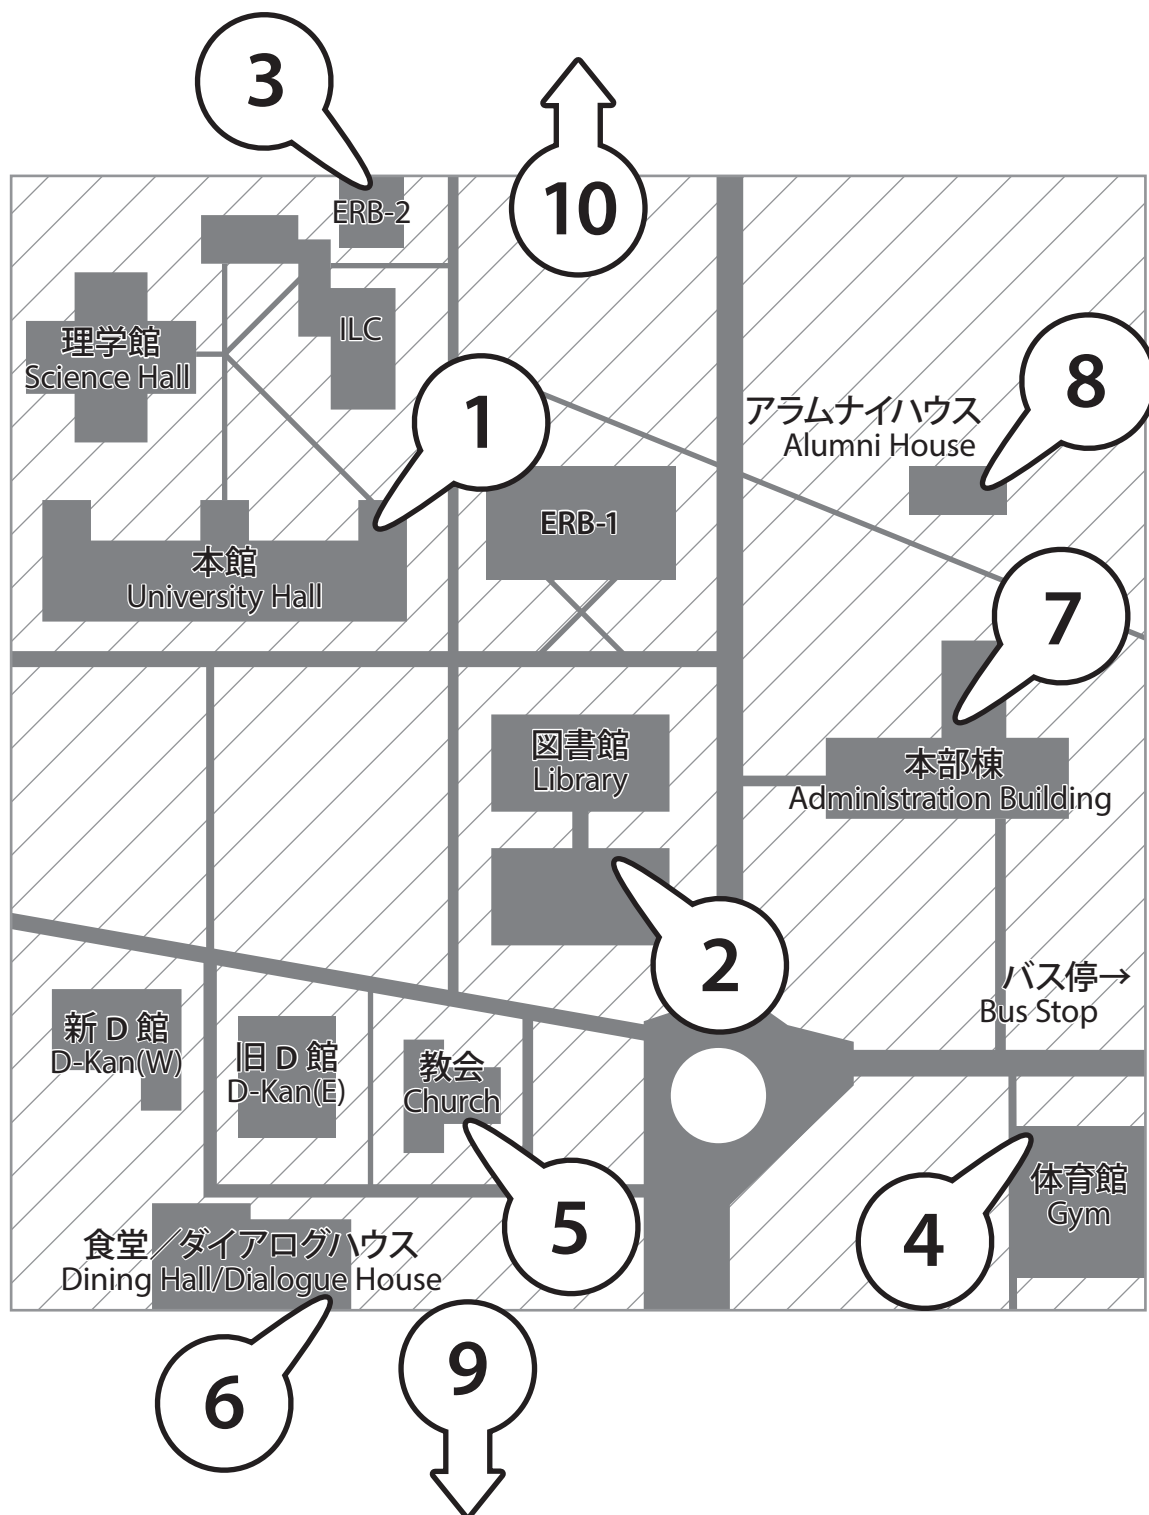 3
10
ERB-2
理学館
Science Hall
ILC
1
8
アラムナイハウス
Alumni House
ERB-1
本館
University Hall
7
図書館
Library
本部棟
Administration Building
2
バス停→
Bus Stop
新D館
D-Kan(W)
旧D館
D-Kan(E)
教会
Church
5
4
体育館
Gym
食堂／ダイアログハウス
Dining Hall/Dialogue House
6
9